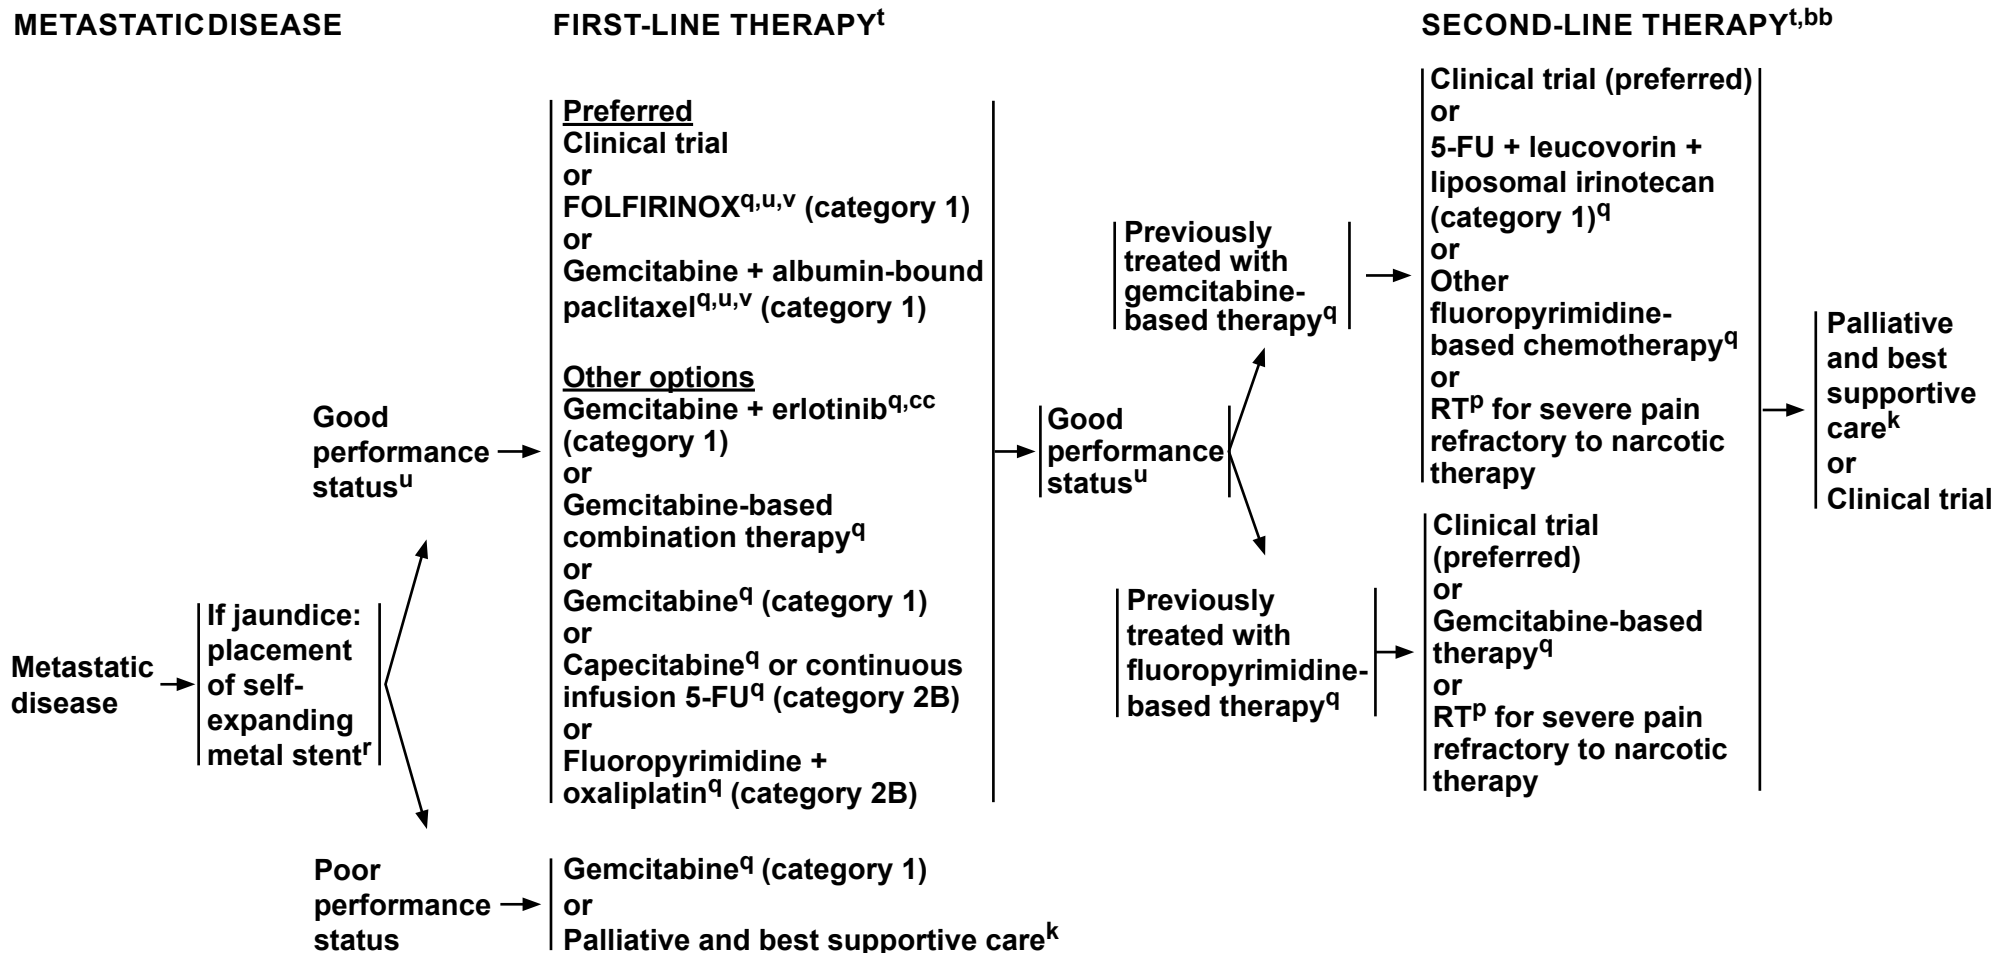 METASTATIC DISEASE
FIRST-LINE THERAPYt
SECOND-LINE THERAPYt,bb
Metastatic
disease
If jaundice:
placement
of self-
expanding
metal stentr
Good
performance
statusu
Poor
performance
status
Preferred
Clinical trial
or
FOLFIRINOXq,u,v (category 1)
or
Gemcitabine + albumin-bound
paclitaxelq,u,v (category 1)
Other options
Gemcitabine + erlotinibq,cc
(category 1)
or
Gemcitabine-based
combination therapyq
or
Gemcitabineq (category 1)
or
Capecitabineq or continuous
infusion 5-FUq (category 2B)
or
Fluoropyrimidine +
oxaliplatinq (category 2B)
Gemcitabineq (category 1)
or
Palliative and best supportive carek
Good
performance
statusu
Previously
treated with
gemcitabine-
based therapyq
Previously
treated with
fluoropyrimidine-
based therapyq
Clinical trial (preferred)
or
5-FU + leucovorin +
liposomal irinotecan
(category 1)q
or
Other
fluoropyrimidine-
based chemotherapyq
or
RTp for severe pain
refractory to narcotic
therapy
Clinical trial
(preferred)
or
Gemcitabine-based
therapyq
or
RTp for severe pain
refractory to narcotic
therapy
Palliative
and best
supportive
carek
or
Clinical trial